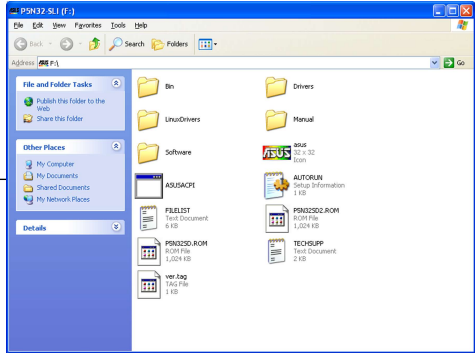 P5N32-SLI (F:)
File Edit View Favorites Tools Help
Back Search Folders
Address F:\ Go
File and Folder Tasks
Publish this folder to the
Web
Share this folder
Other Places
My Computer
My Documents
Shared Documents
My Network Places
Details
Bin
Drivers
LinuxDrivers
Manual
Software
asus
32 x 32
Icon
ASUSACPI
AUTORUN
Setup Information
1 KB
FILELIST
Text Document
6 KB
P5N32SD2.ROM
ROM File
1,024 KB
P5N32SD.ROM
ROM File
1,024 KB
TECHSUPP
Text Document
2 KB
ver.tag
TAG File
1 KB